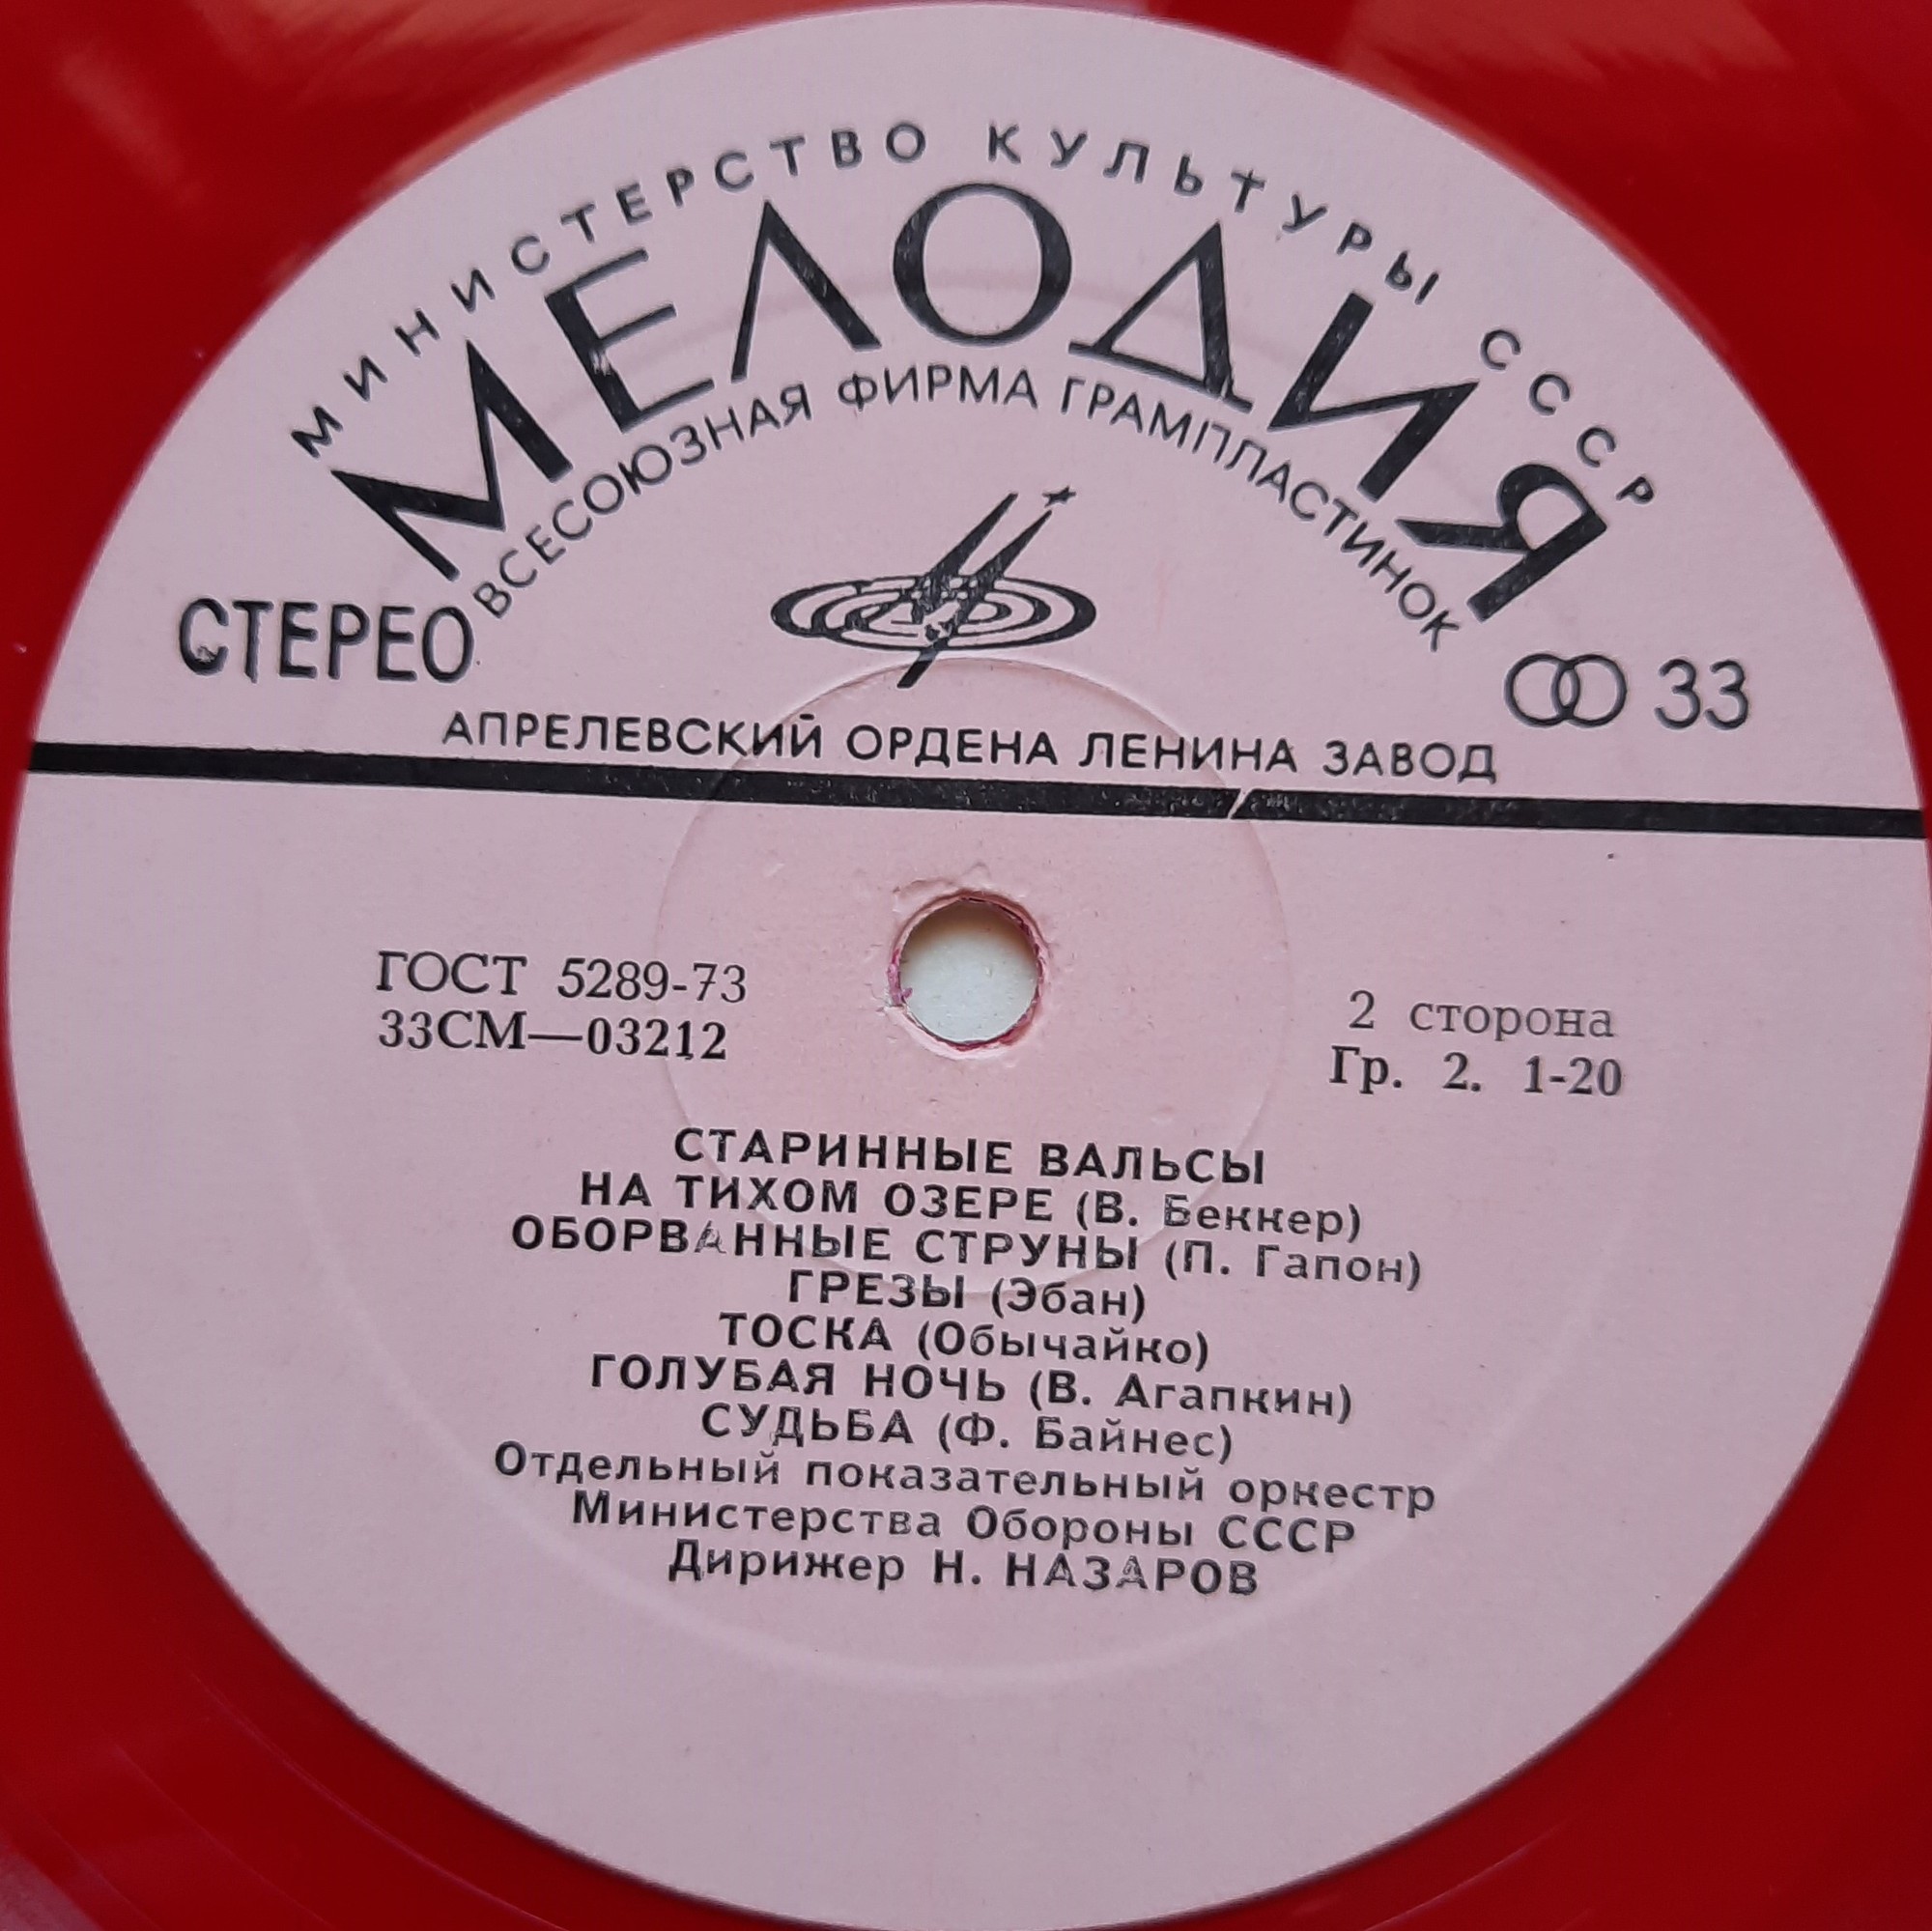 МИНИСТЕРСТВО КУЛЬТУРЫ СССР
МЕЛОДИЯ
ВСЕСОЮЗНАЯ ФИРМА ГРАМПЛАСТИНОК
СТЕРЕО
33
АПРЕЛЕВСКИЙ ОРДЕНА ЛЕНИНА ЗАВОД
ГОСТ 5289-73
33СМ—03212
2 сторона
Гр. 2. 1-20
СТАРИННЫЕ ВАЛЬСЫ
НА ТИХОМ ОЗЕРЕ (В. Беккер)
ОБОРВАННЫЕ СТРУНЫ (П. Гапон)
ГРЕЗЫ (Эбан)
ТОСКА (Обычайко)
ГОЛУБАЯ НОЧЬ (В. Агапкин)
СУДЬБА (Ф. Байнес)
Отдельный показательный оркестр
Министерства Обороны СССР
Дирижер Н. НАЗАРОВ